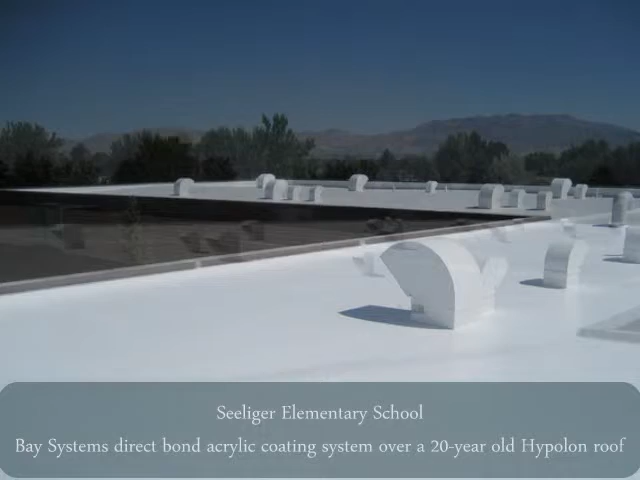 Seeliger Elementary School
Bay Systems direct bond acrylic coating system over a 20-year old Hypolon roof